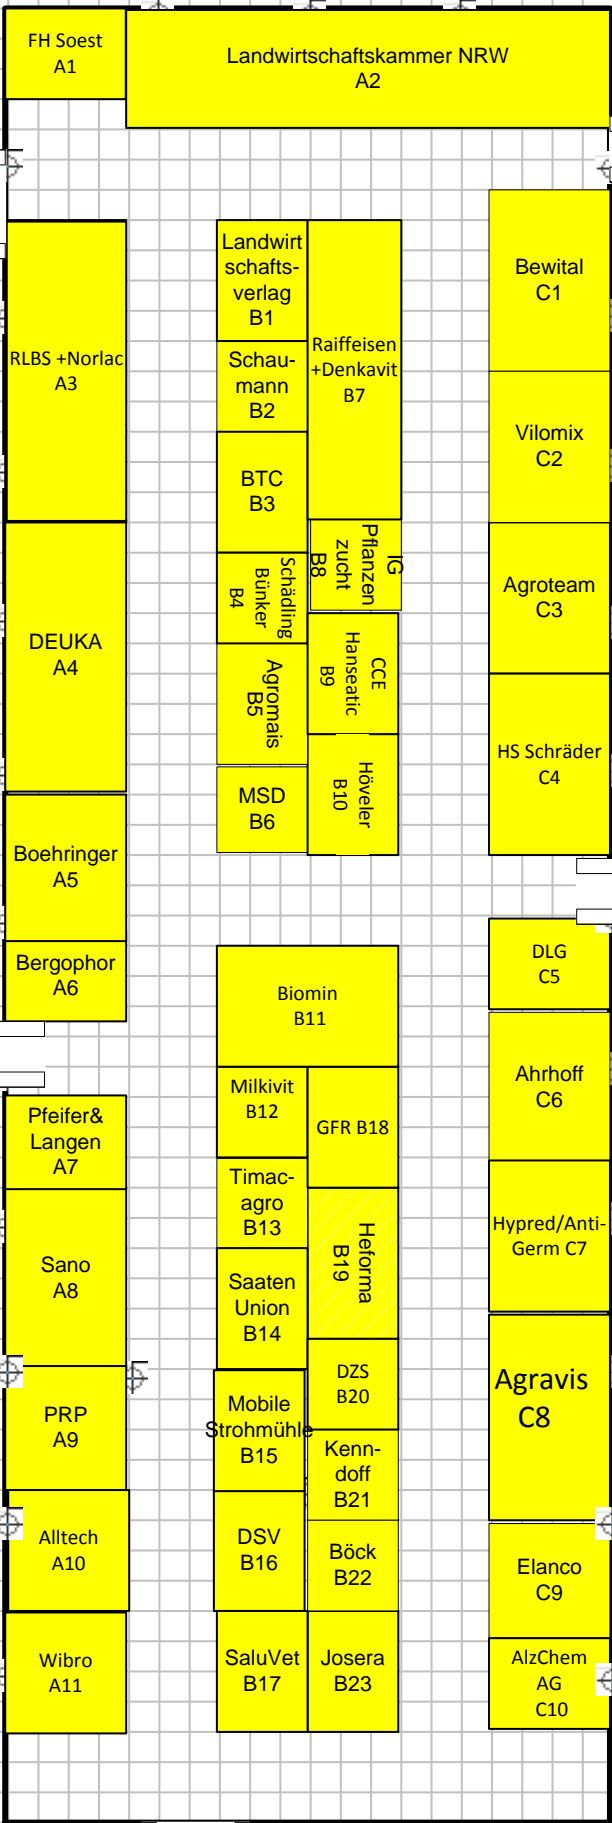 FH Soest
A1
Landwirtschaftskammer NRW
A2
RLBS +Norlac
A3
DEUKA
A4
Boehringer
A5
Bergophor
A6
Pfeifer&
Langen
A7
Sano
A8
PRP
A9
Alltech
A10
Wibro
A11
Landwirt
schafts-
verlag
B1
Schau-
mann
B2
BTC
B3
Schädling
Bünker
B4
Agromais
B5
MSD
B6
Raiffeisen
+Denkavit
B7
IG
Pflanzen
zucht
B8
CCE
Hanseatic
B9
Höveler
B10
Biomin
B11
Milkivit
B12
Timac-
agro
B13
Saaten
Union
B14
Mobile
Strohmühle
B15
DSV
B16
SaluVet
B17
GFR B18
Heforma
B19
DZS
B20
Kenn-
doff
B21
Böck
B22
Josera
B23
Bewital
C1
Vilomix
C2
Agroteam
C3
HS Schräder
C4
DLG
C5
Ahrhoff
C6
Hypred/Anti-
Germ C7
Agravis
C8
Elanco
C9
AlzChem
AG
C10